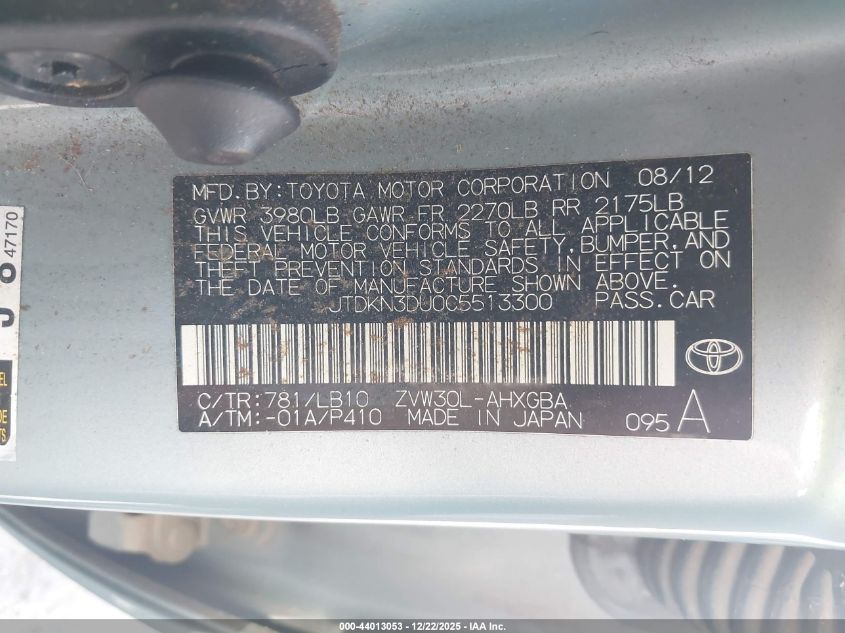 MFD. BY: TOYOTA MOTOR CORPORATION 08/12
GVWR 3980LB GAWR FR 2270LB RR 2175LB
THIS VEHICLE CONFORMS TO ALL APPLICABLE
FEDERAL MOTOR VEHICLE SAFETY, BUMPER, AND
THEFT PREVENTION STANDARDS IN EFFECT ON
THE DATE OF MANUFACTURE SHOWN ABOVE.
JTDKN3DU0C5513300 PASS.CAR
C/TR: 781/LB10 ZVW30L-AHXGBA
A/TM: -01A/P410 MADE IN JAPAN 095 A
47170
000-44013053 - 12/22/2025 - IAA Inc.